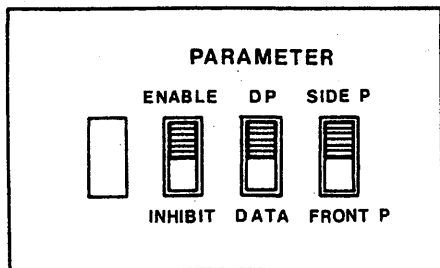 PARAMETER
ENABLE DP SIDE P
INHIBIT DATA FRONT P